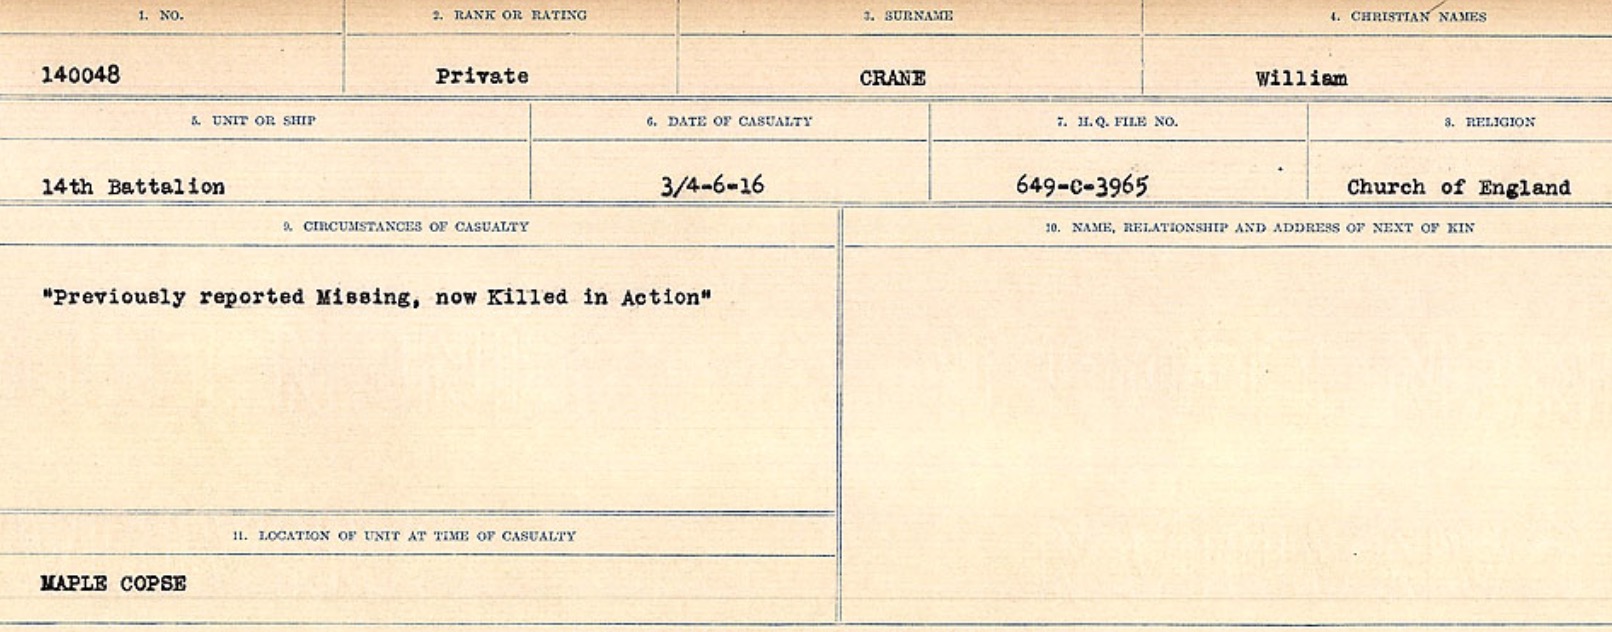 1. NO. 2. RANK OR RATING 3. SURNAME 4. CHRISTIAN NAMES
140048 Private CRANE William
5. UNIT OR SHIP 6. DATE OF CASUALTY 7. H.Q. FILE NO. 8. RELIGION
14th Battalion 3/4-6-16 649-C-3965 Church of England
9. CIRCUMSTANCES OF CASUALTY 10. NAME, RELATIONSHIP AND ADDRESS OF NEXT OF KIN
"Previously reported Missing, now Killed in Action"
11. LOCATION OF UNIT AT TIME OF CASUALTY
MAPLE COPSE